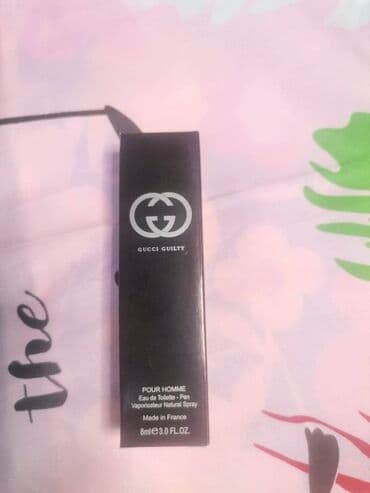 GUCCI GUILTY
the
POUR HOMME
Eau de Toilette - Pen
Vaporisateur Natural Spray
Made in France
8ml℮3.0 FL.OZ.